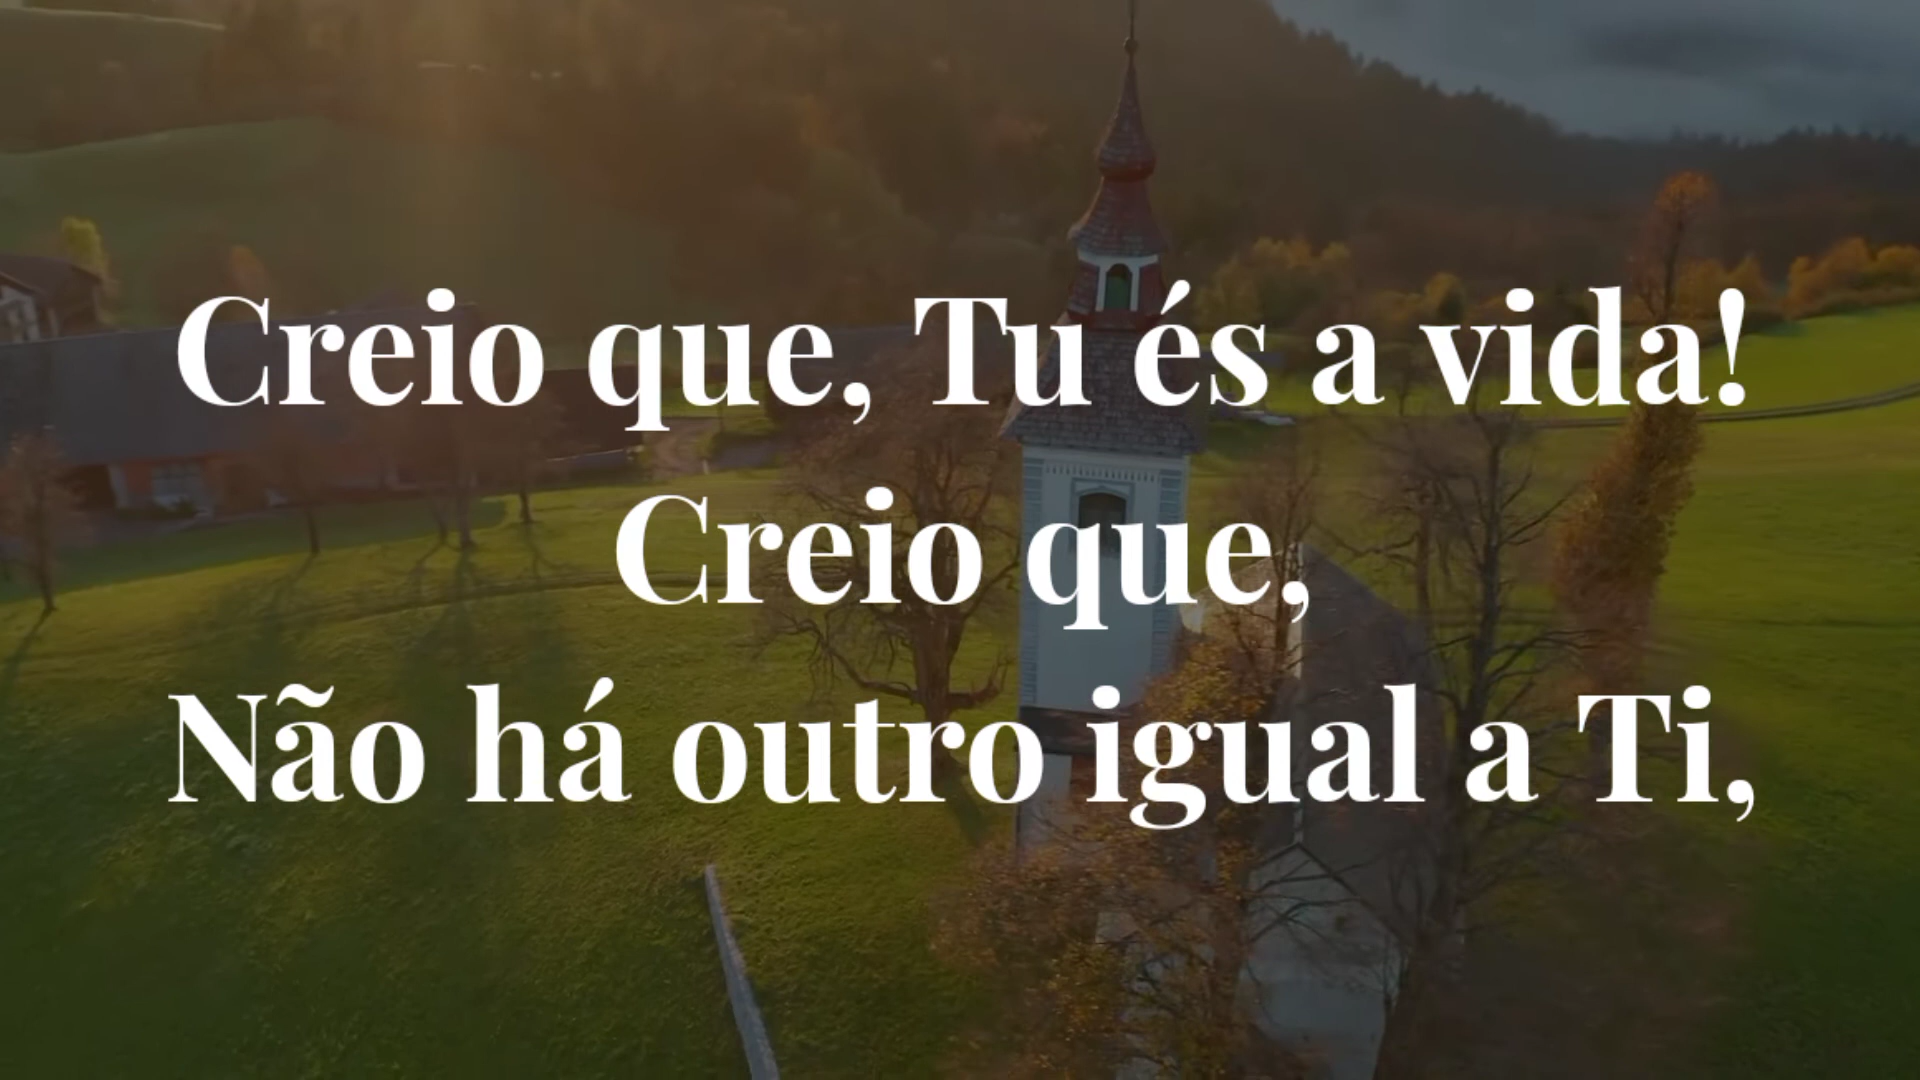 Creio que, Tu és a vida!
Creio que,
Não há outro igual a Ti,